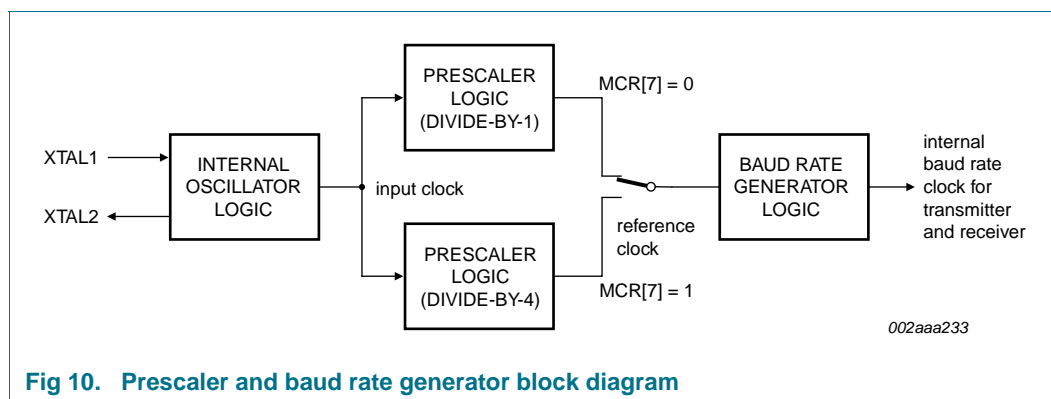 XTAL1
XTAL2
INTERNAL
OSCILLATOR
LOGIC
input clock
PRESCALER
LOGIC
(DIVIDE-BY-1)
MCR[7] = 0
PRESCALER
LOGIC
(DIVIDE-BY-4)
MCR[7] = 1
reference
clock
BAUD RATE
GENERATOR
LOGIC
internal
baud rate
clock for
transmitter
and receiver
002aaa233
Fig 10. Prescaler and baud rate generator block diagram